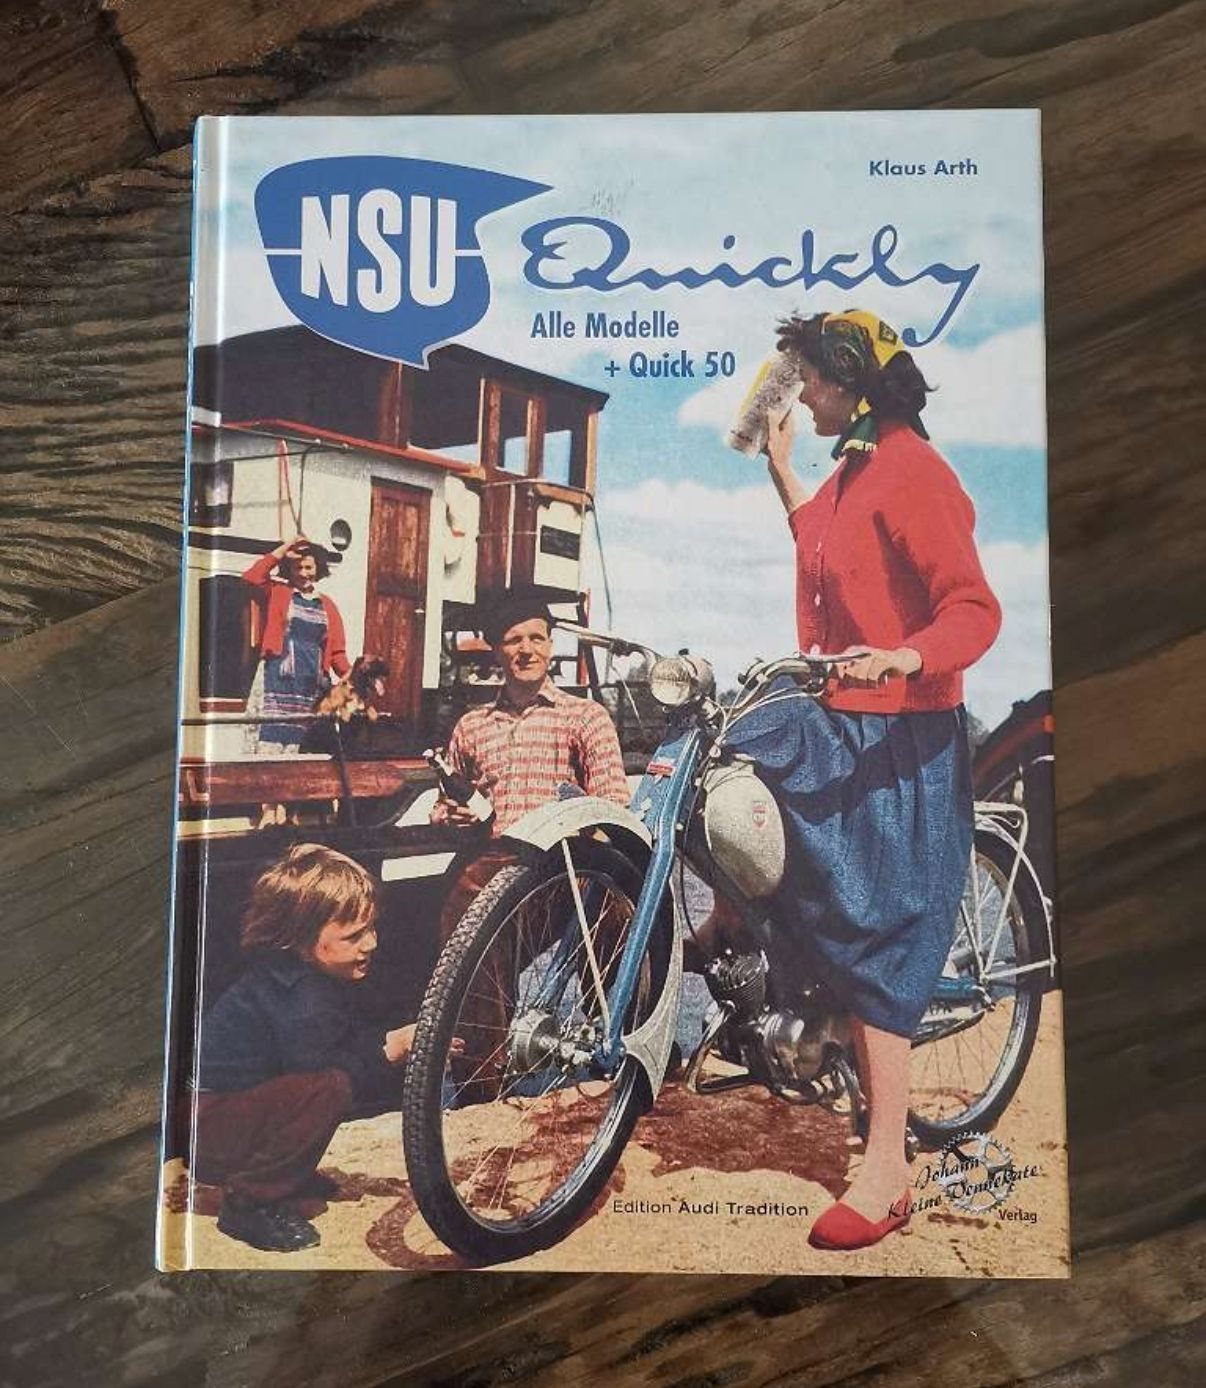 Klaus Arth
NSU Quickly
Alle Modelle
+ Quick 50
Edition Audi Tradition
Johann
Kleine Vennekate
Verlag